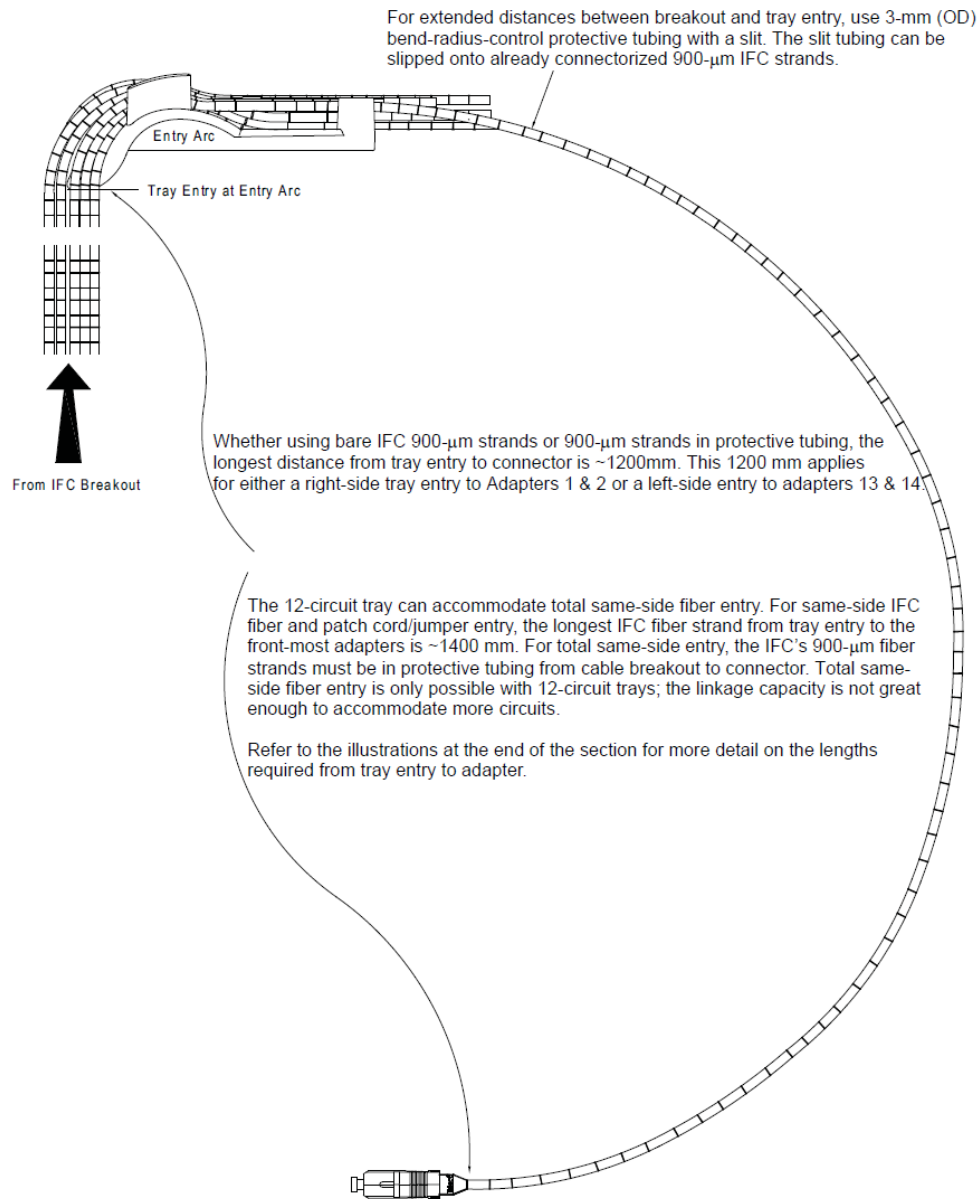 For extended distances between breakout and tray entry, use 3-mm (OD)
bend-radius-control protective tubing with a slit. The slit tubing can be
slipped onto already connectorized 900-μm IFC strands.
Entry Arc
Tray Entry at Entry Arc
From IFC Breakout
Whether using bare IFC 900-μm strands or 900-μm strands in protective tubing, the
longest distance from tray entry to connector is ~1200mm. This 1200 mm applies
for either a right-side tray entry to Adapters 1 & 2 or a left-side entry to adapters 13 & 14.
The 12-circuit tray can accommodate total same-side fiber entry. For same-side IFC
fiber and patch cord/jumper entry, the longest IFC fiber strand from tray entry to the
front-most adapters is ~1400 mm. For total same-side entry, the IFC's 900-μm fiber
strands must be in protective tubing from cable breakout to connector. Total same-
side fiber entry is only possible with 12-circuit trays; the linkage capacity is not great
enough to accommodate more circuits.
Refer to the illustrations at the end of the section for more detail on the lengths
required from tray entry to adapter.